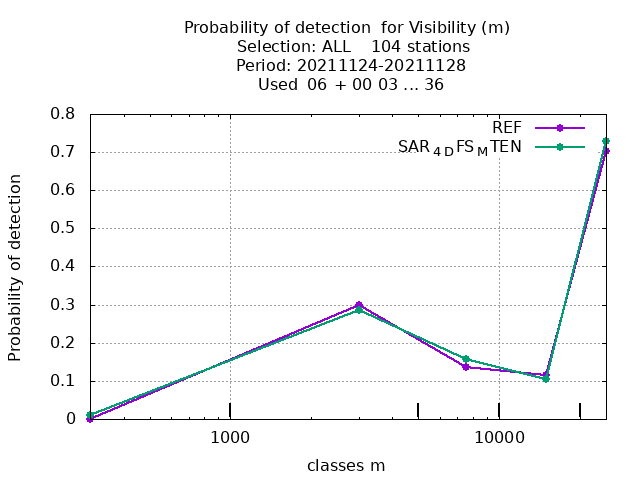 Probability of detection  for Visibility (m)
Selection: ALL    104 stations
Period: 20211124-20211128
Used  06 + 00 03 ... 36
REF
SAR4DFSMTEN
Probability of detection
0.8
0.7
0.6
0.5
0.4
0.3
0.2
0.1
0
1000
10000
classes m